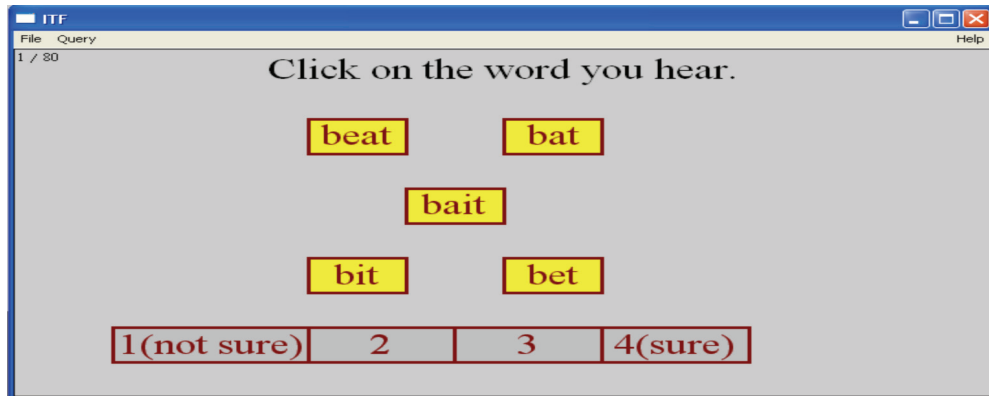 ITF
File Query Help
1 / 80
Click on the word you hear.
beat bat
bait
bit bet
1(not sure) 2 3 4(sure)